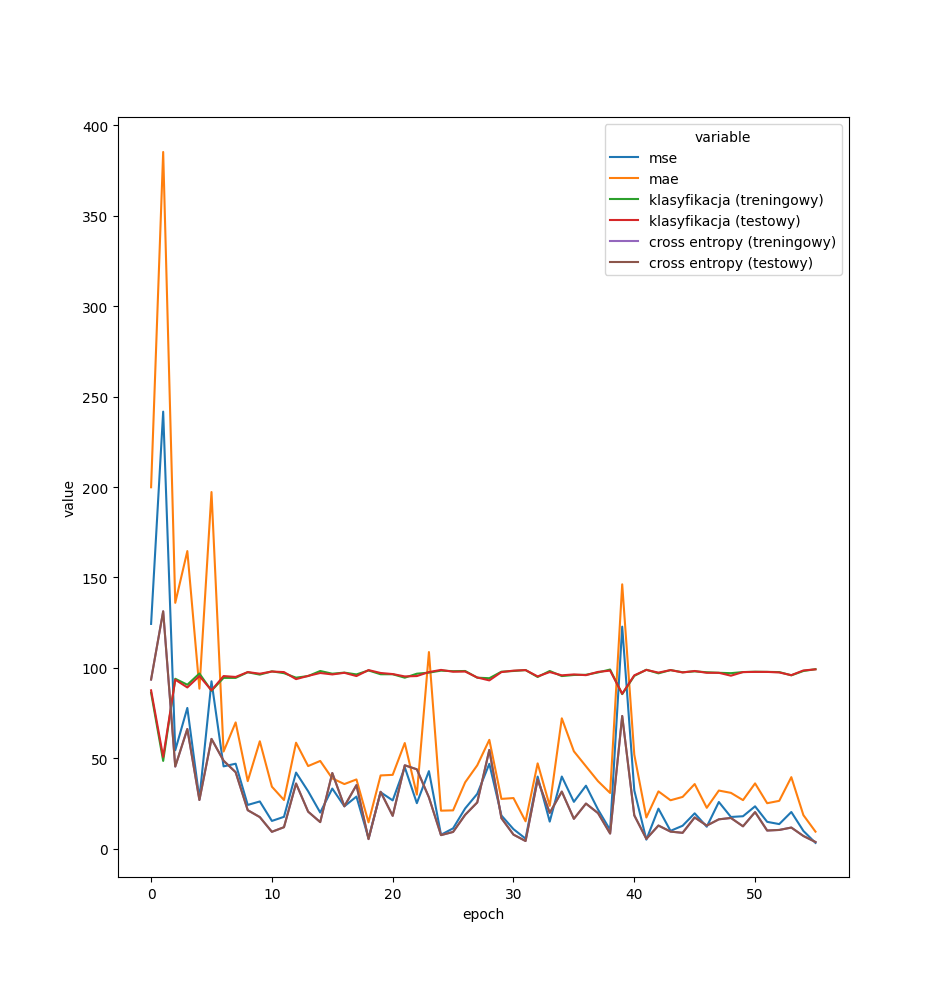 variable
mse
mae
klasyfikacja (treningowy)
klasyfikacja (testowy)
cross entropy (treningowy)
cross entropy (testowy)
400
350
300
250
200
150
100
50
0
value
0 10 20 30 40 50
epoch